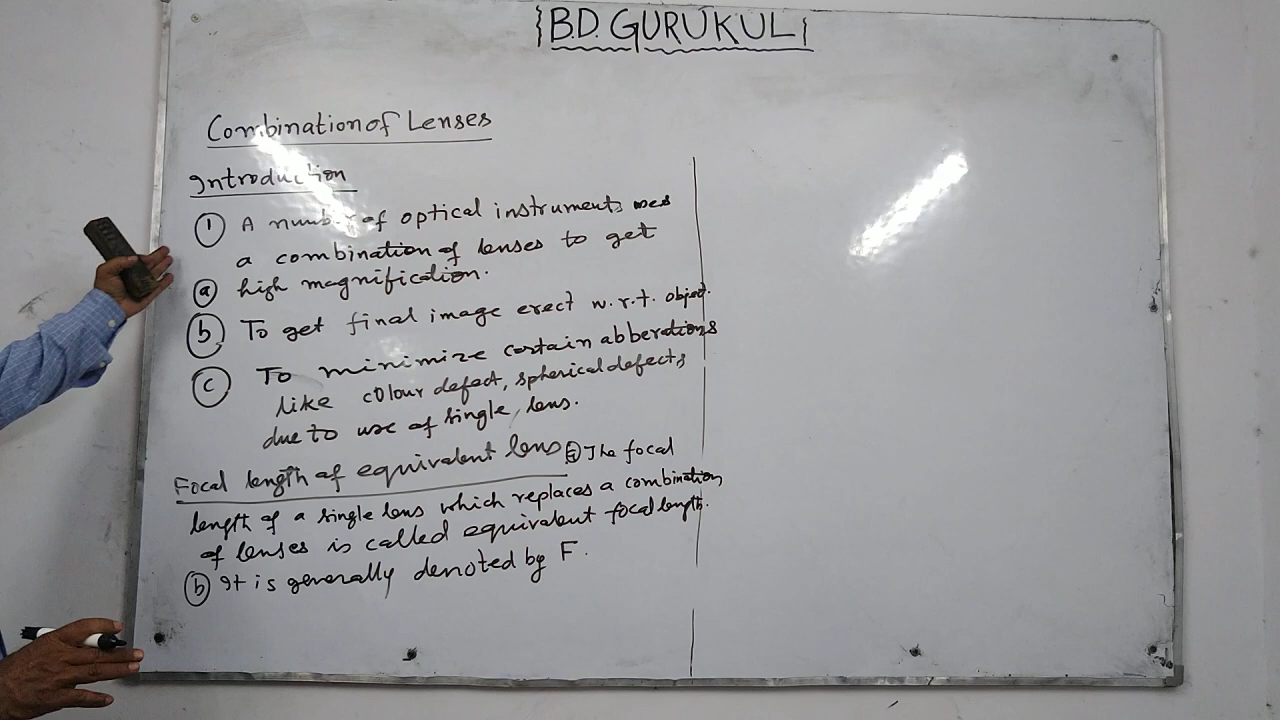 B.D. GURUKUL
Combination of Lenses
Introduction
① A number of optical instruments uses
a combination of lenses to get
ⓐ high magnification.
ⓑ To get final image erect w.r.t. object.
ⓒ To minimize certain abberations
like colour defect, spherical defects
due to use of single lens.
Focal length of equivalent lens ⓐ The focal
length of a single lens which replaces a combination
of lenses is called equivalent focal length.
ⓑ It is generally denoted by F.